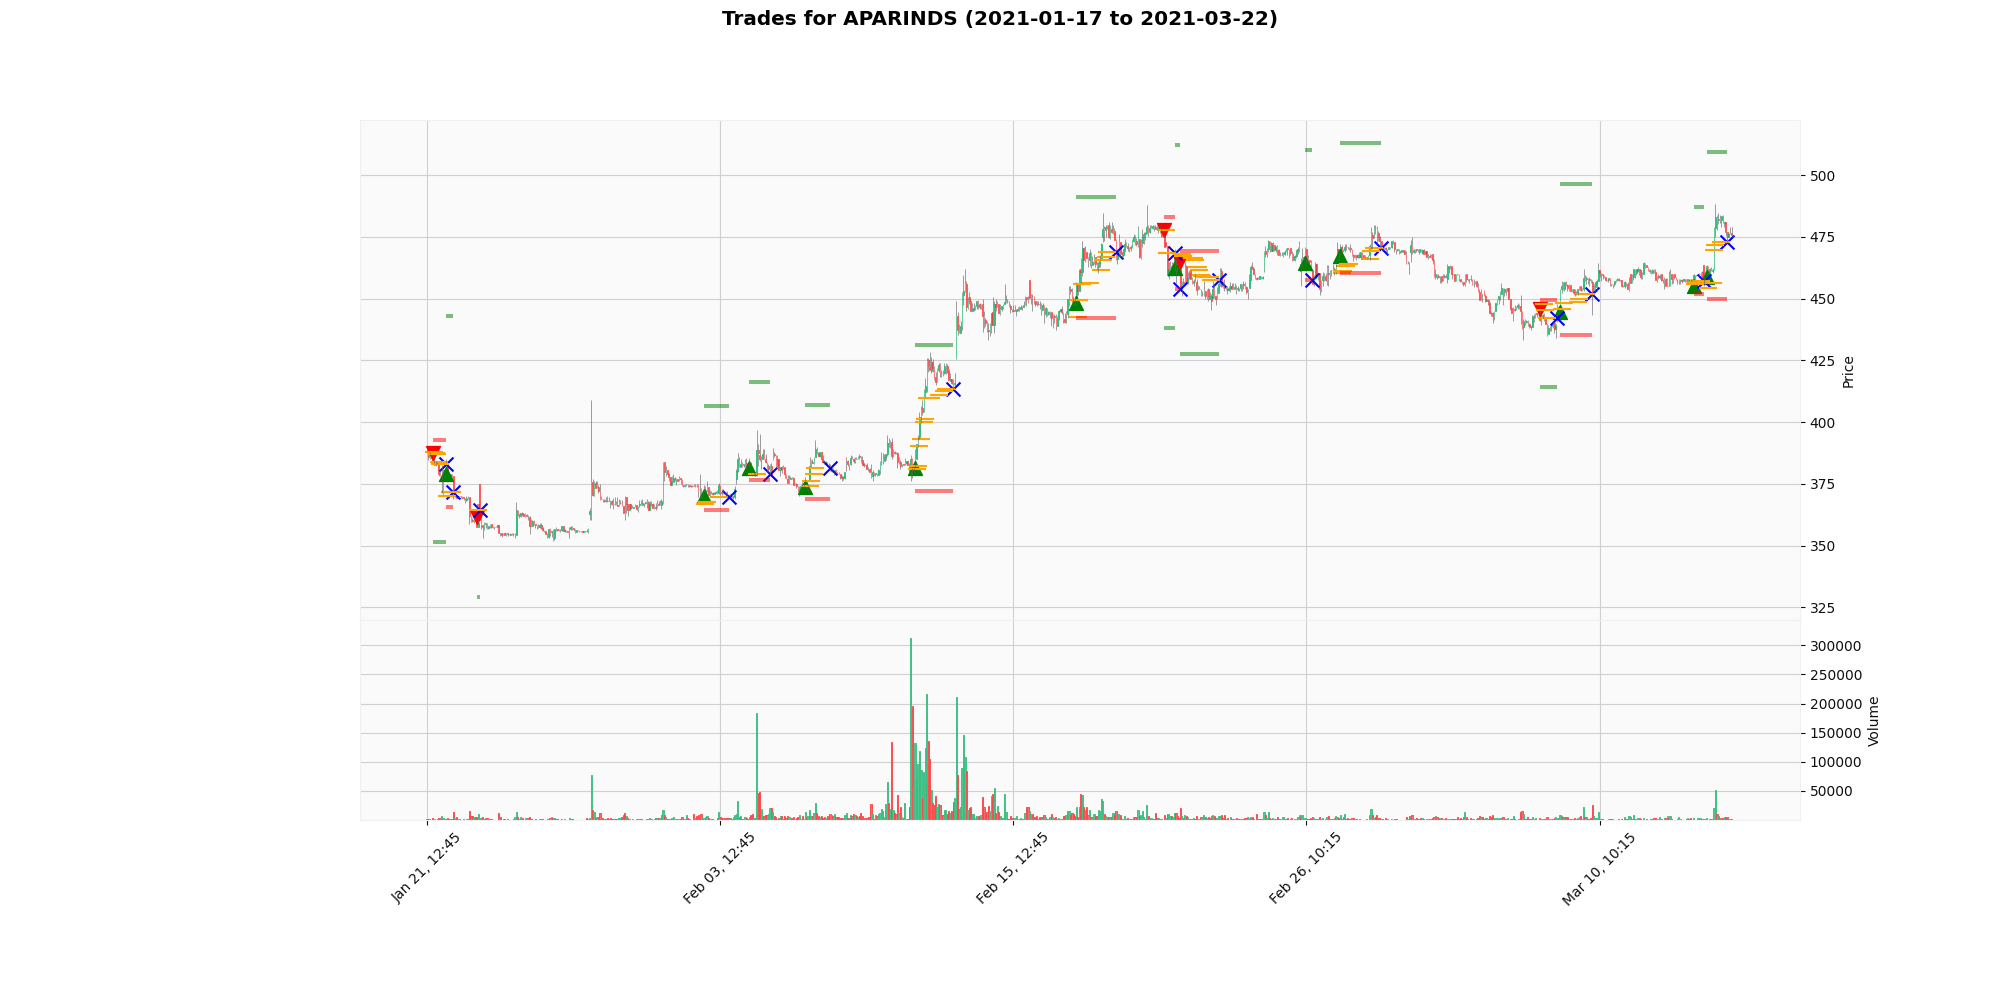 Trades for APARINDS (2021-01-17 to 2021-03-22)
500
475
450
425
400
375
350
325
Price
300000
250000
200000
150000
100000
50000
Volume
Jan 21, 12:45
Feb 03, 12:45
Feb 15, 12:45
Feb 26, 10:15
Mar 10, 10:15